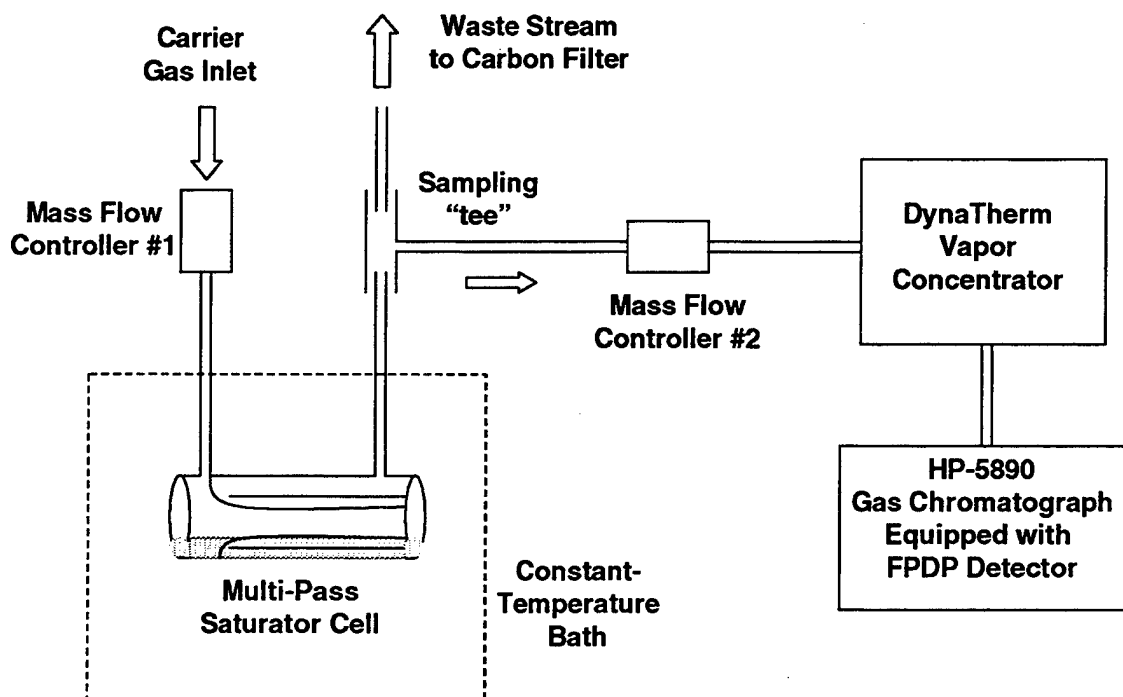 Carrier
Gas Inlet
Waste Stream
to Carbon Filter
Mass Flow
Controller #1
Sampling
“tee”
Mass Flow
Controller #2
DynaTherm
Vapor
Concentrator
HP-5890
Gas Chromatograph
Equipped with
FPDP Detector
Multi-Pass
Saturator Cell
Constant-
Temperature
Bath